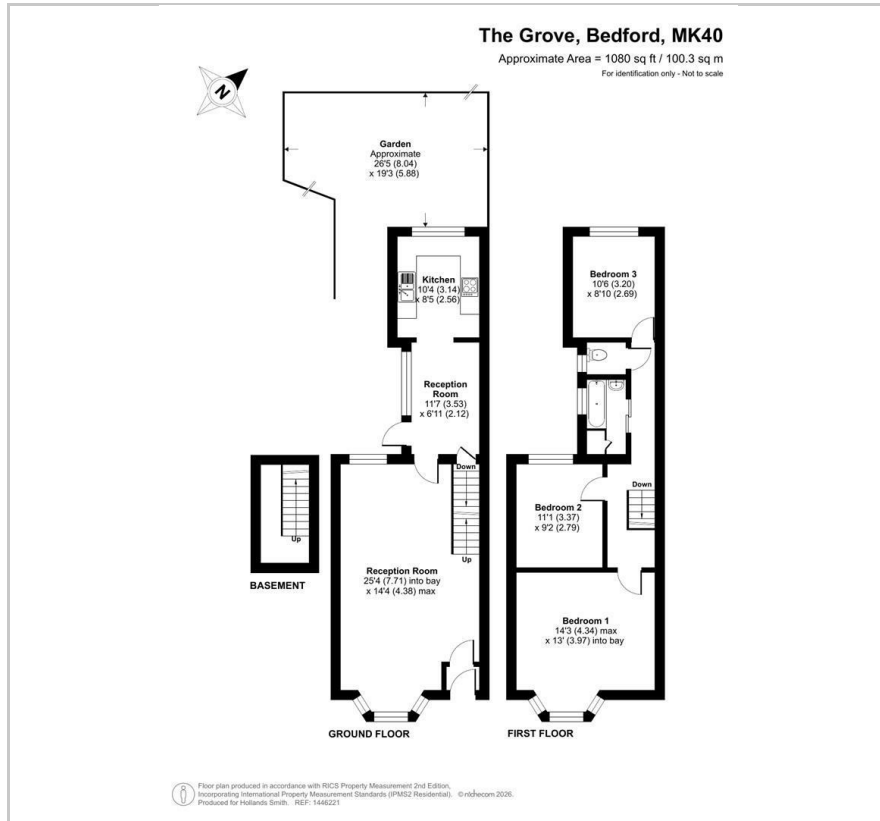 The Grove, Bedford, MK40
Approximate Area = 1080 sq ft / 100.3 sq m
For identification only - Not to scale
N
Garden
Approximate
26'5 (8.04)
x 19'3 (5.88)
Kitchen
10'4 (3.14)
x 8'5 (2.56)
Bedroom 3
10'6 (3.20)
x 8'10 (2.69)
Reception
Room
11'7 (3.53)
x 6'11 (2.12)
Down
Up
Reception Room
25'4 (7.71) into bay
x 14'4 (4.38) max
Up
BASEMENT
Down
Bedroom 2
11'1 (3.37)
x 9'2 (2.79)
Bedroom 1
14'3 (4.34) max
x 13' (3.97) into bay
GROUND FLOOR
FIRST FLOOR
Floor plan produced in accordance with RICS Property Measurement 2nd Edition,
Incorporating International Property Measurement Standards (IPMS2 Residential). © ntchecom 2026.
Produced for Hollands Smith. REF: 1446221